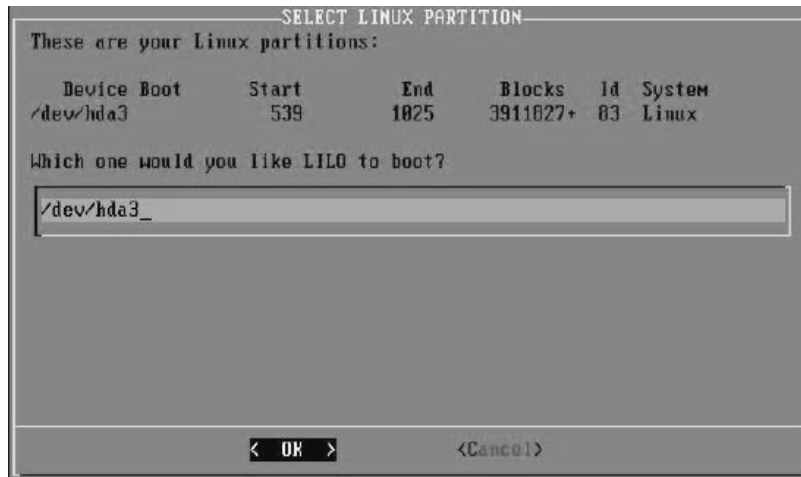 SELECT LINUX PARTITION
These are your Linux partitions:
Device Boot Start End Blocks Id System
/dev/hda3 539 1025 3911827+ 83 Linux
Which one would you like LILO to boot?
/dev/hda3_
< OK > <Cancel>